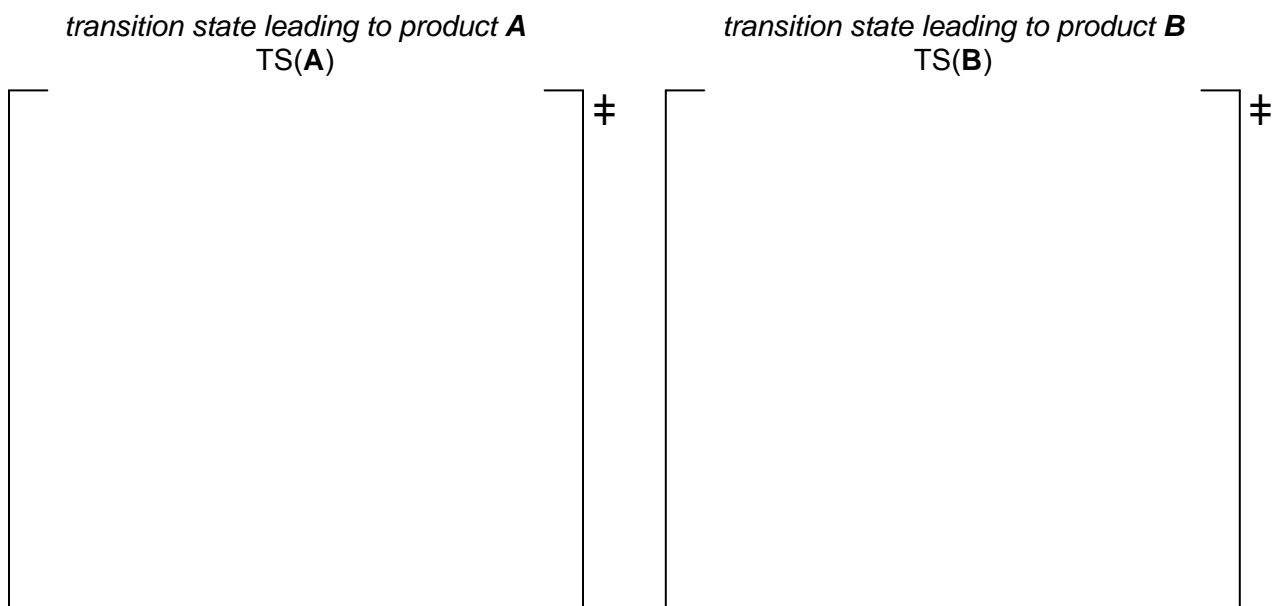 transition state leading to product A
TS(A)
‡
transition state leading to product B
TS(B)
‡